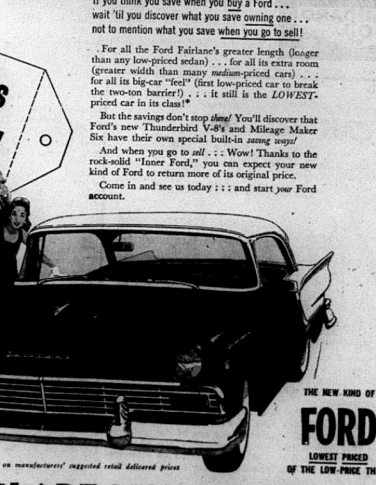 If you think you save when you buy a Ford ...
wait 'til you discover what you save owning one ...
not to mention what you save when you go to sell!
. For all the Ford Fairlane's greater length (longer
than any low-priced sedan) . . . for all its extra room
(greater width than many medium-priced cars) . . .
for all its big-car "feel" (first low-priced car to break
the two-ton barrier!) . . . it still is the LOWEST-
priced car in its class!*
But the savings don't stop there! You'll discover that
Ford's new Thunderbird V-8's and Mileage Maker
Six have their own special built-in saving ways!
And when you go to sell . . . Wow! Thanks to the
rock-solid "Inner Ford," you can expect your new
kind of Ford to return more of its original price.
Come in and see us today : : : and start your Ford
account.
THE NEW KIND OF
FORD
LOWEST PRICED
OF THE LOW-PRICE TH
on manufacturers' suggested retail delivered prices